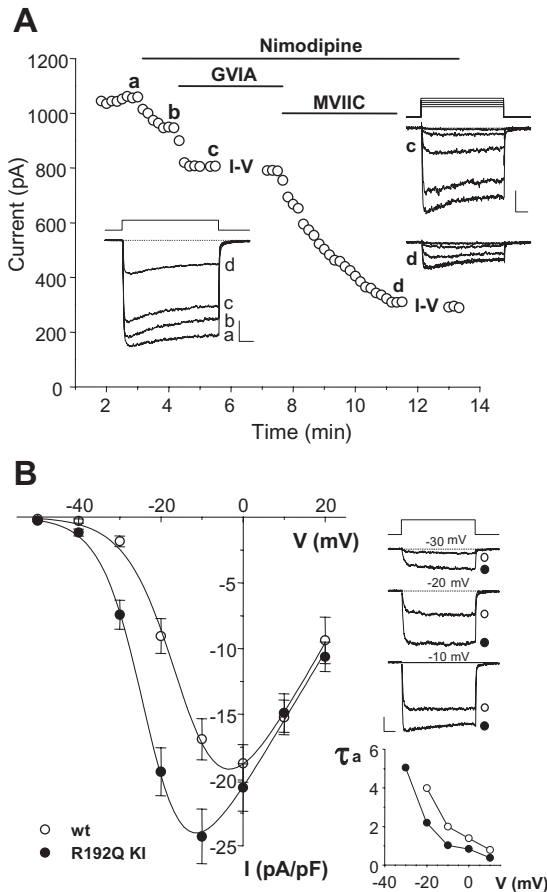 A
Nimodipine
GVIA
MVIIC
1200
1000
800
600
400
200
0
Current (pA)
a
b
c
I-V
d
I-V
d
c
b
a
c
d
2 4 6 8 10 12 14
Time (min)
B
-40 -20 0 20
V (mV)
-5
-10
-15
-20
-25
I (pA/pF)
wt
R192Q KI
-30 mV
-20 mV
-10 mV
τa
6
4
2
0
-40 -20 0 V (mV)